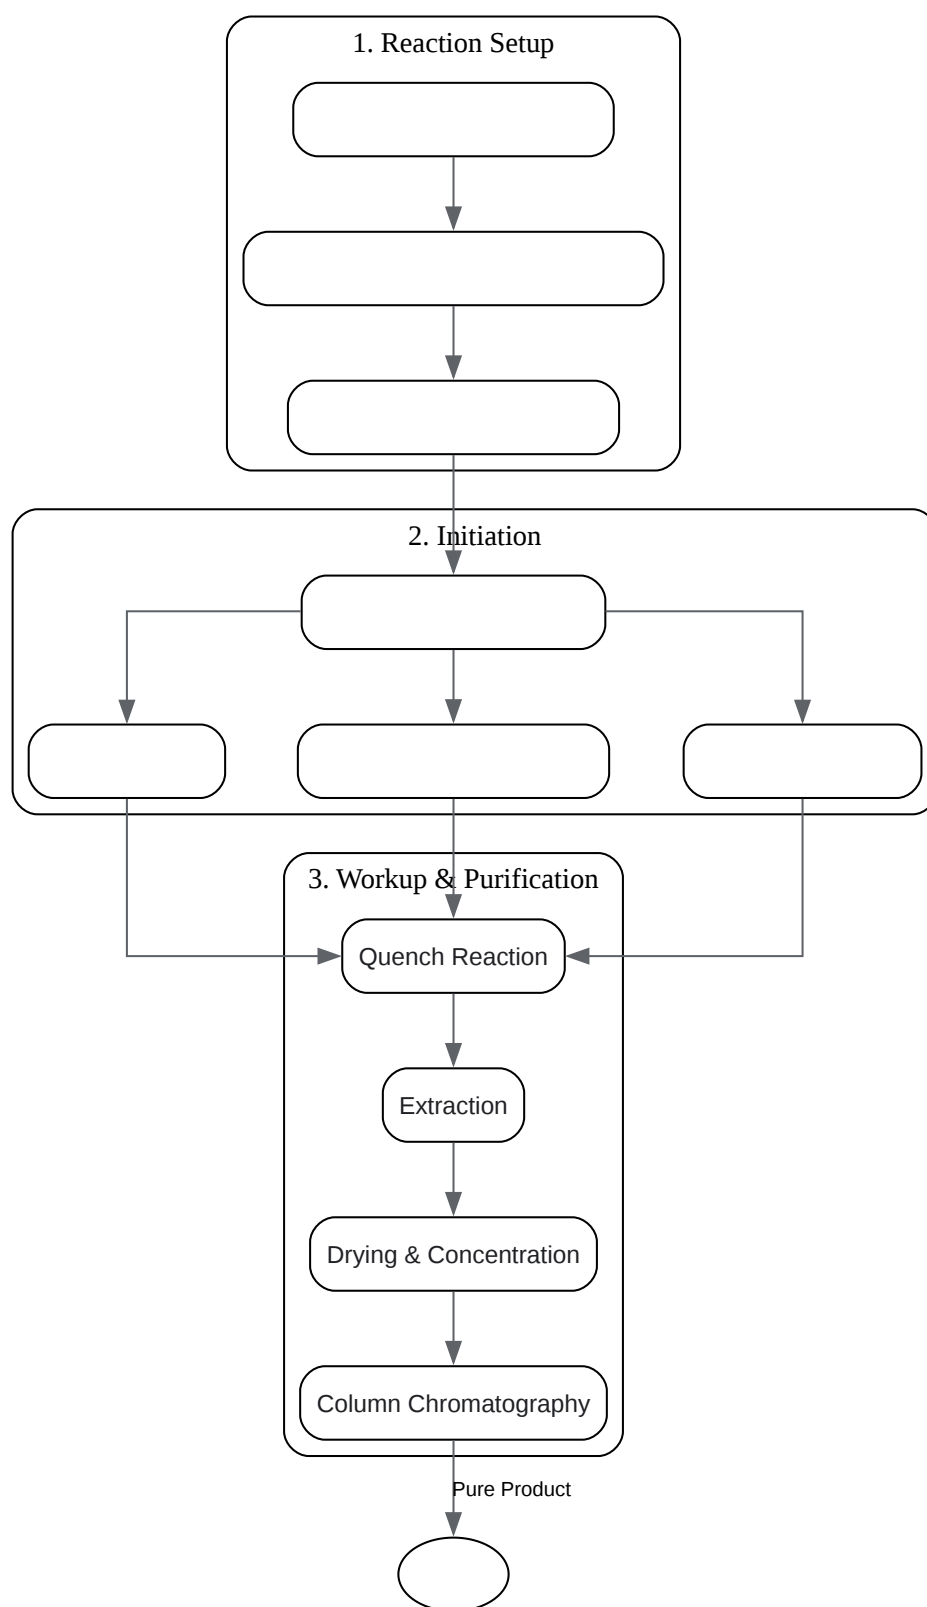 1. Reaction Setup
2. Initiation
3. Workup & Purification
Quench Reaction
Extraction
Drying & Concentration
Column Chromatography
Pure Product